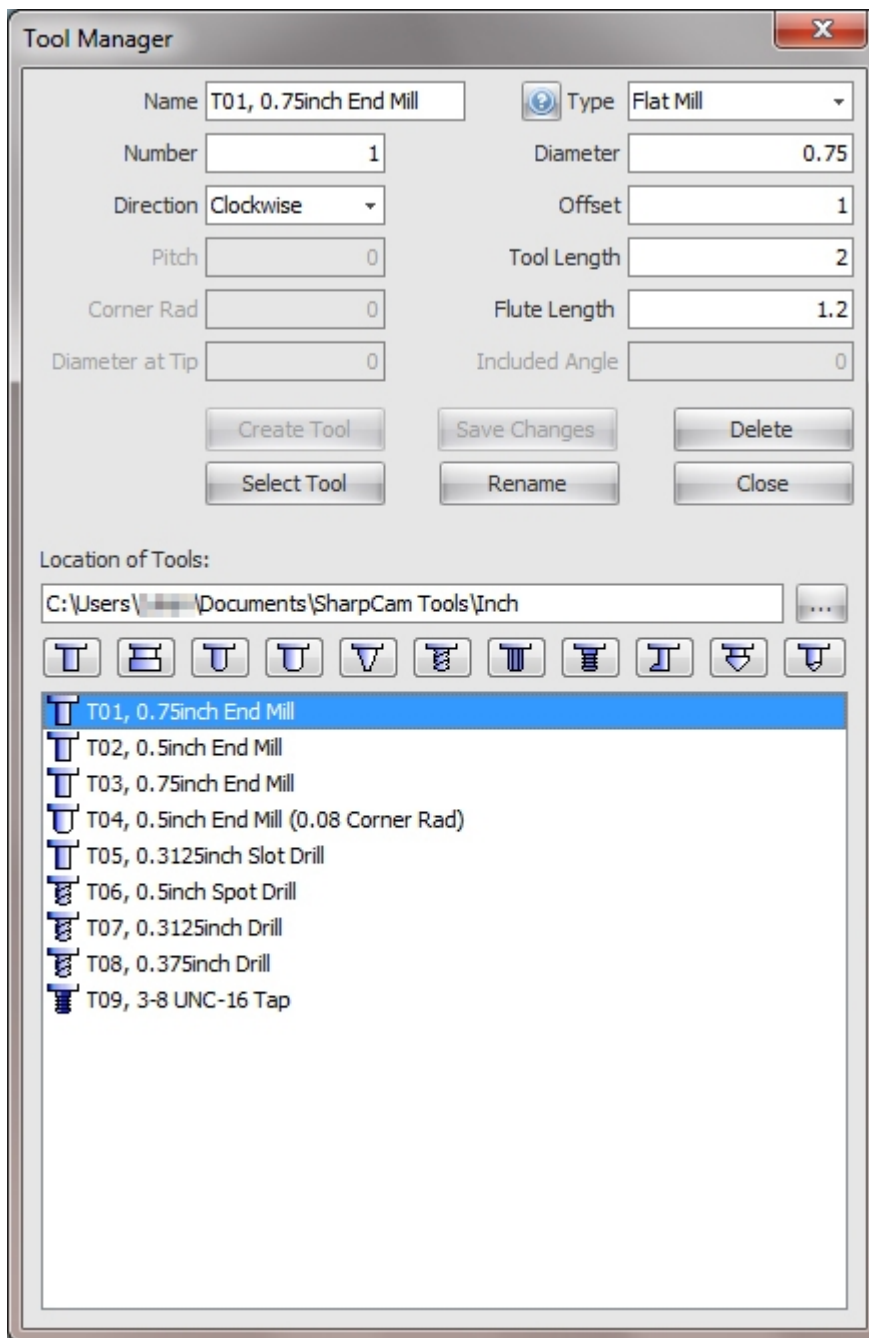 Tool Manager
Name T01, 0.75inch End Mill Type Flat Mill
Number 1 Diameter 0.75
Direction Clockwise Offset 1
Pitch 0 Tool Length 2
Corner Rad 0 Flute Length 1.2
Diameter at Tip 0 Included Angle 0
Create Tool Save Changes Delete
Select Tool Rename Close
Location of Tools:
C:\Users\ \Documents\SharpCam Tools\Inch ...
T01, 0.75inch End Mill
T02, 0.5inch End Mill
T03, 0.75inch End Mill
T04, 0.5inch End Mill (0.08 Corner Rad)
T05, 0.3125inch Slot Drill
T06, 0.5inch Spot Drill
T07, 0.3125inch Drill
T08, 0.375inch Drill
T09, 3-8 UNC-16 Tap